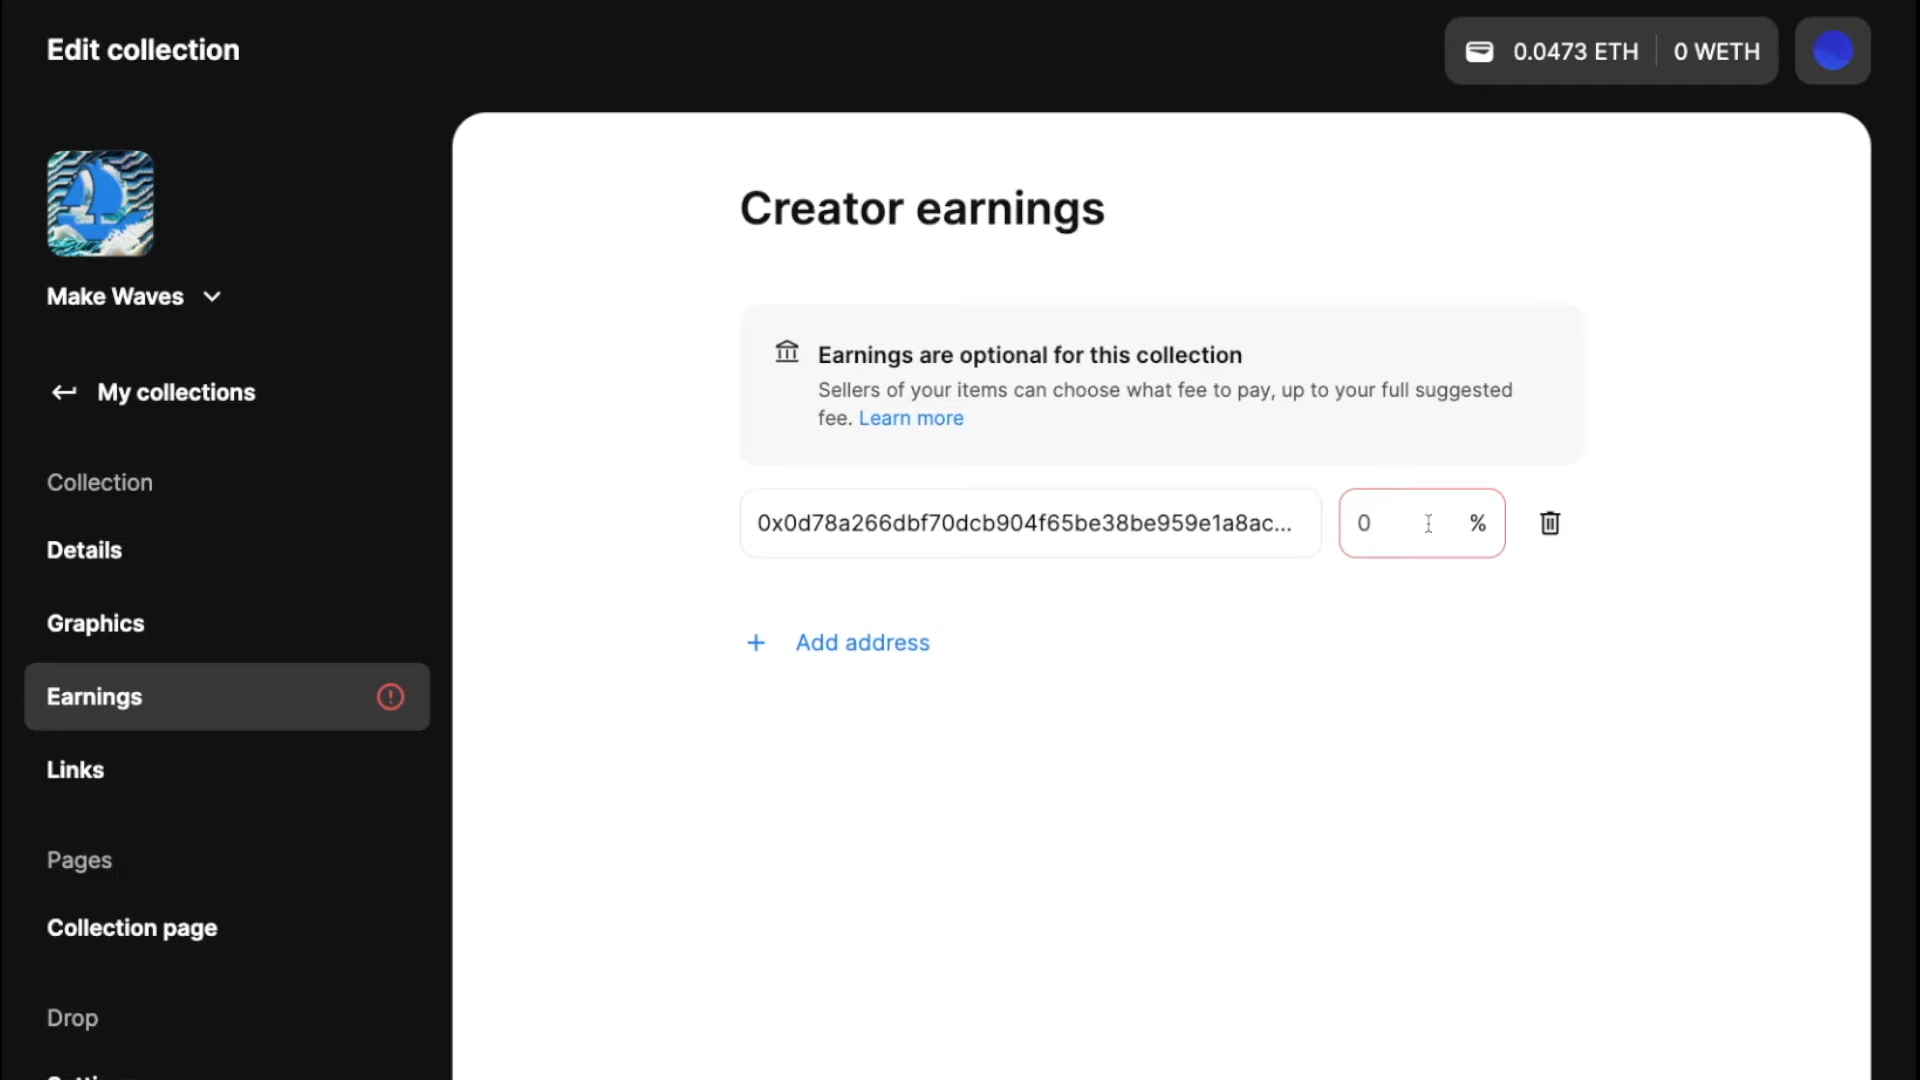 Edit collection
0.0473 ETH
0 WETH
Make Waves
My collections
Collection
Details
Graphics
Earnings
Links
Pages
Collection page
Drop
Creator earnings
Earnings are optional for this collection
Sellers of your items can choose what fee to pay, up to your full suggested
fee. Learn more
0x0d78a266dbf70dcb904f65be38be959e1a8ac...
0 %
+ Add address